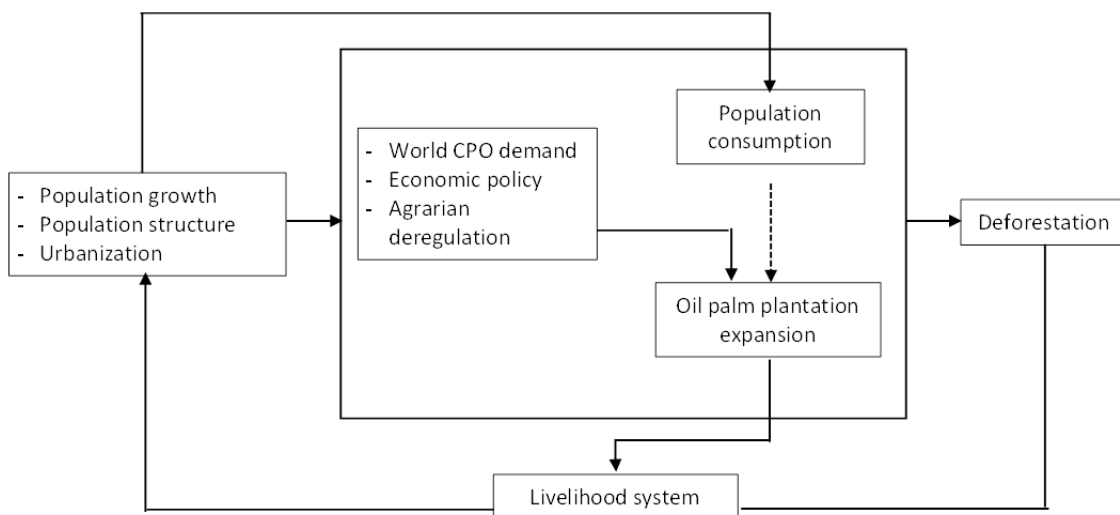 Population
consumption
- World CPO demand
- Economic policy
- Agrarian
deregulation
- Population growth
- Population structure
- Urbanization
Deforestation
Oil palm plantation
expansion
Livelihood system